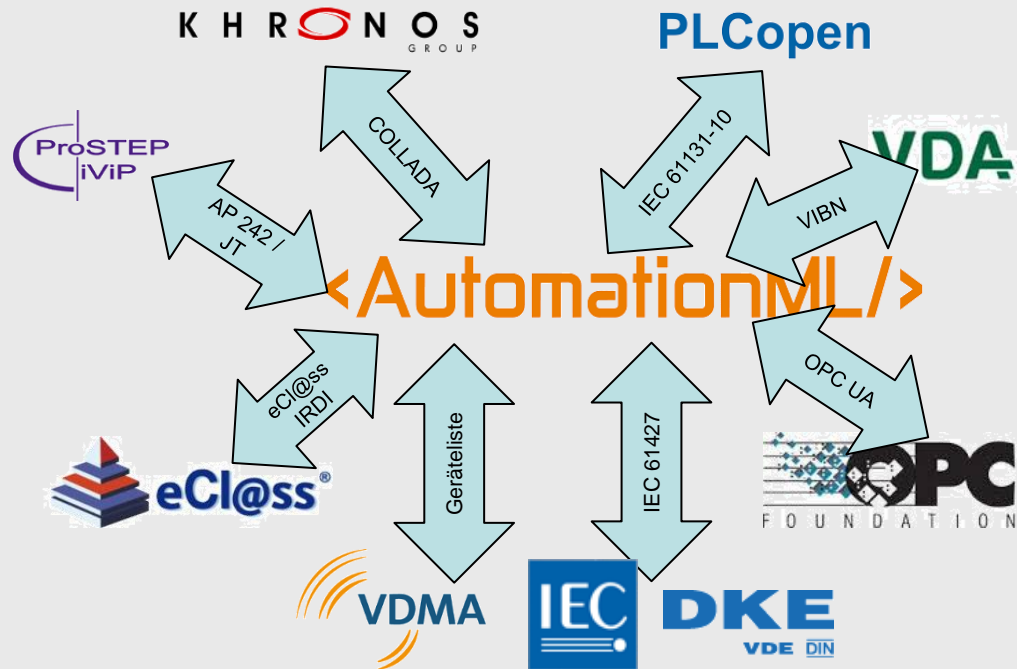 KHRONOS
GROUP
PLCopen
COLLADA
IEC 61131-10
ProSTEP
iViP
VDA
AP 242 /
JT
VIBN
<AutomationML/>
eCl@ss
IRDI
Geräteliste
IEC 61427
OPC UA
eCl@ss®
OPC
FOUNDATION
VDMA
IEC
DKE
VDE DIN